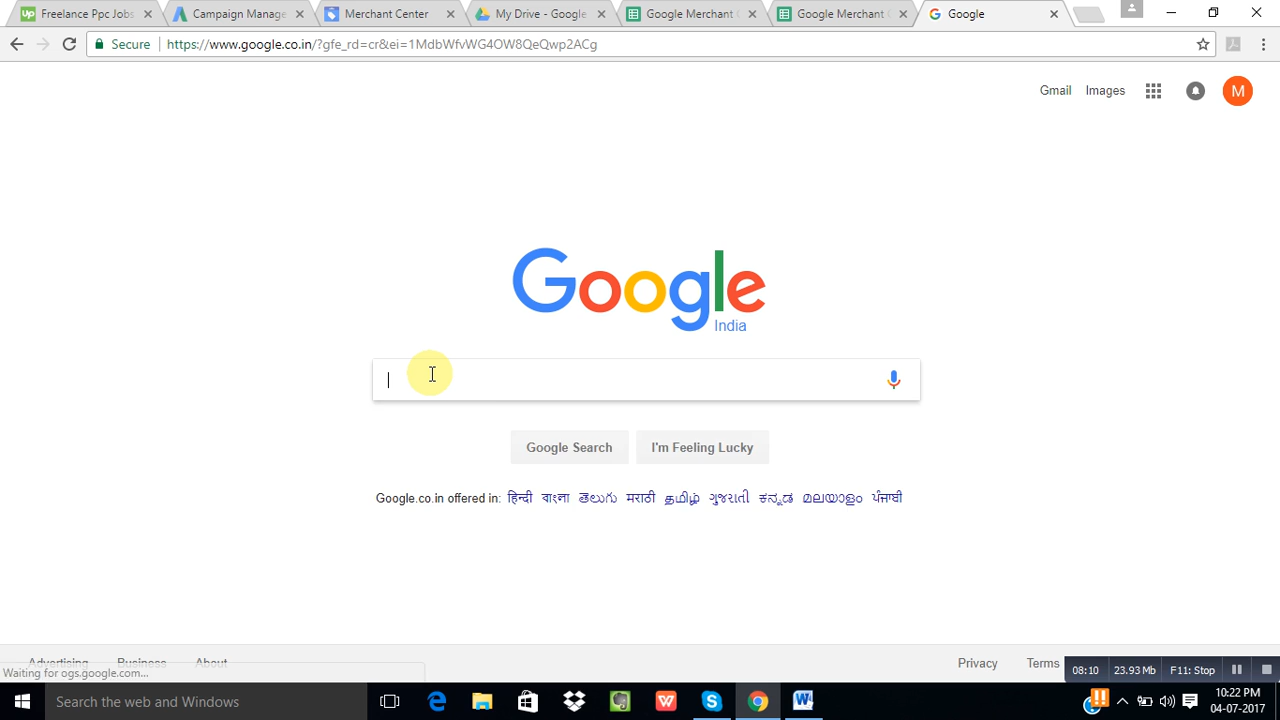 Freelance Ppc Jobs
Campaign Manage
Merchant Center
My Drive - Google
Google Merchant C
Google Merchant C
Google
Secure
https://www.google.co.in/?gfe_rd=cr&ei=1MdbWfvWG4OW8QeQwp2ACg
Gmail
Images
M
Google
India
Google Search
I'm Feeling Lucky
Google.co.in offered in: हिन्दी বাংলা తెలుగు मराठी தமிழ் ગુજરાતી ಕನ್ನಡ മലയാളം ਪੰਜਾਬੀ
Advertising Business About
Privacy Terms
Waiting for ogs.google.com...
08:10
23.93 Mb
F11: Stop
Search the web and Windows
10:22 PM
04-07-2017